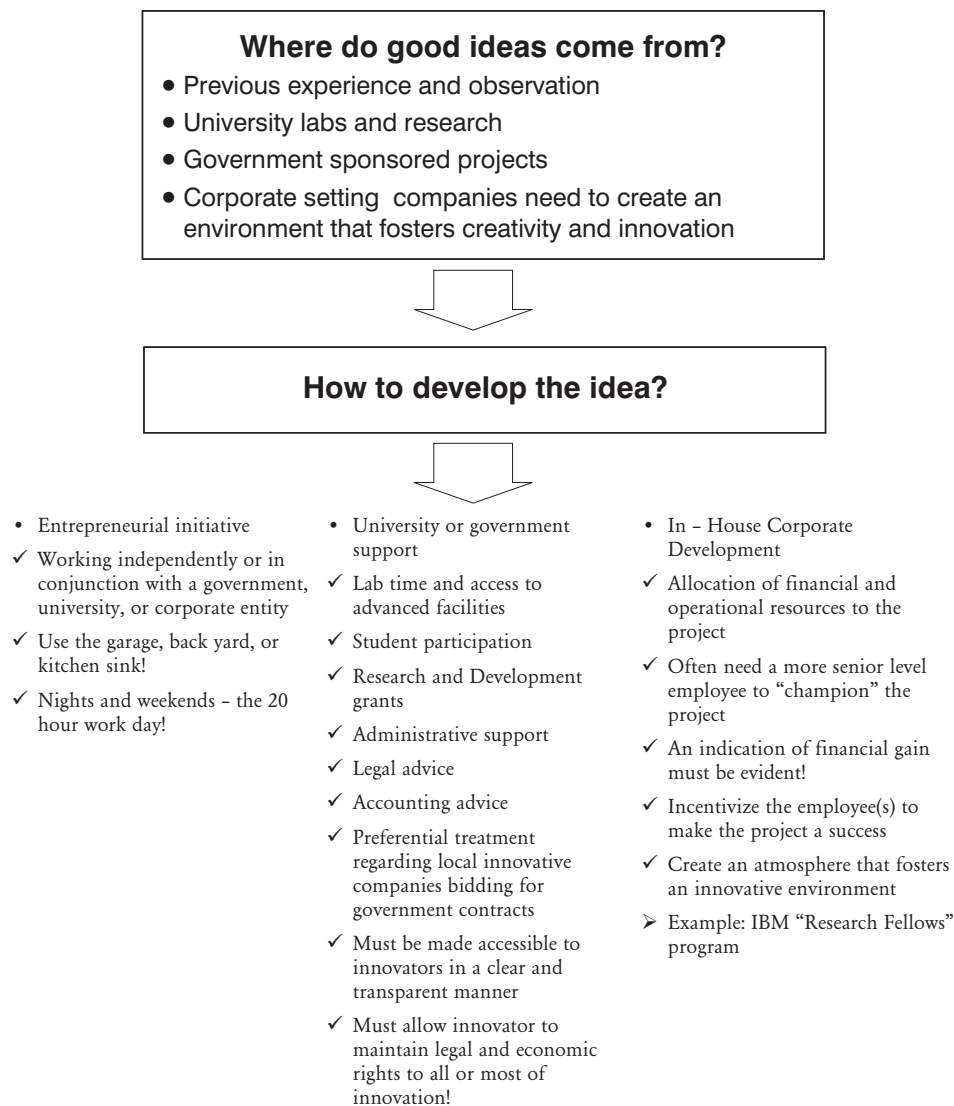 Where do good ideas come from?
● Previous experience and observation
● University labs and research
● Government sponsored projects
● Corporate setting  companies need to create an
environment that fosters creativity and innovation
How to develop the idea?
• Entrepreneurial initiative
✓ Working independently or in
conjunction with a government,
university, or corporate entity
✓ Use the garage, back yard, or
kitchen sink!
✓ Nights and weekends – the 20
hour work day!
• University or government
support
✓ Lab time and access to
advanced facilities
✓ Student participation
✓ Research and Development
grants
✓ Administrative support
✓ Legal advice
✓ Accounting advice
✓ Preferential treatment
regarding local innovative
companies bidding for
government contracts
✓ Must be made accessible to
innovators in a clear and
transparent manner
✓ Must allow innovator to
maintain legal and economic
rights to all or most of
innovation!
• In – House Corporate
Development
✓ Allocation of financial and
operational resources to the
project
✓ Often need a more senior level
employee to “champion” the
project
✓ An indication of financial gain
must be evident!
✓ Incentivize the employee(s) to
make the project a success
✓ Create an atmosphere that fosters
an innovative environment
➢ Example: IBM “Research Fellows”
program